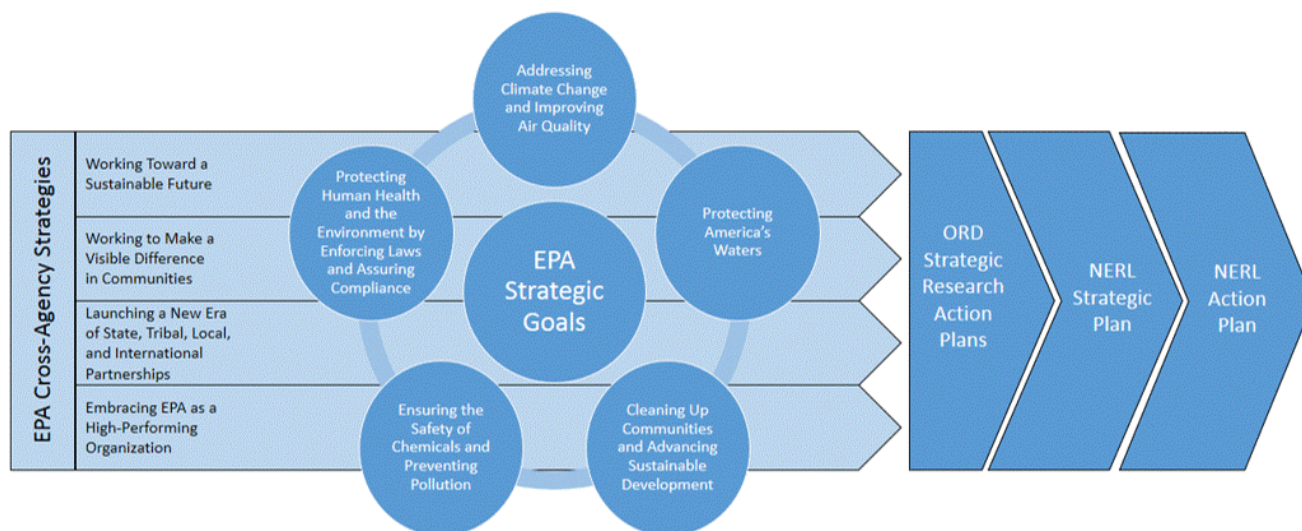 EPA Cross-Agency Strategies
Working Toward a
Sustainable Future
Working to Make a
Visible Difference
in Communities
Launching a New Era
of State, Tribal, Local,
and International
Partnerships
Embracing EPA as a
High-Performing
Organization
Addressing
Climate Change
and Improving
Air Quality
Protecting
Human Health
and the
Environment by
Enforcing Laws
and Assuring
Compliance
EPA
Strategic
Goals
Protecting
America's
Waters
Ensuring the
Safety of
Chemicals and
Preventing
Pollution
Cleaning Up
Communities
and Advancing
Sustainable
Development
ORD
Strategic
Research
Action
Plans
NERL
Strategic
Plan
NERL
Action
Plan